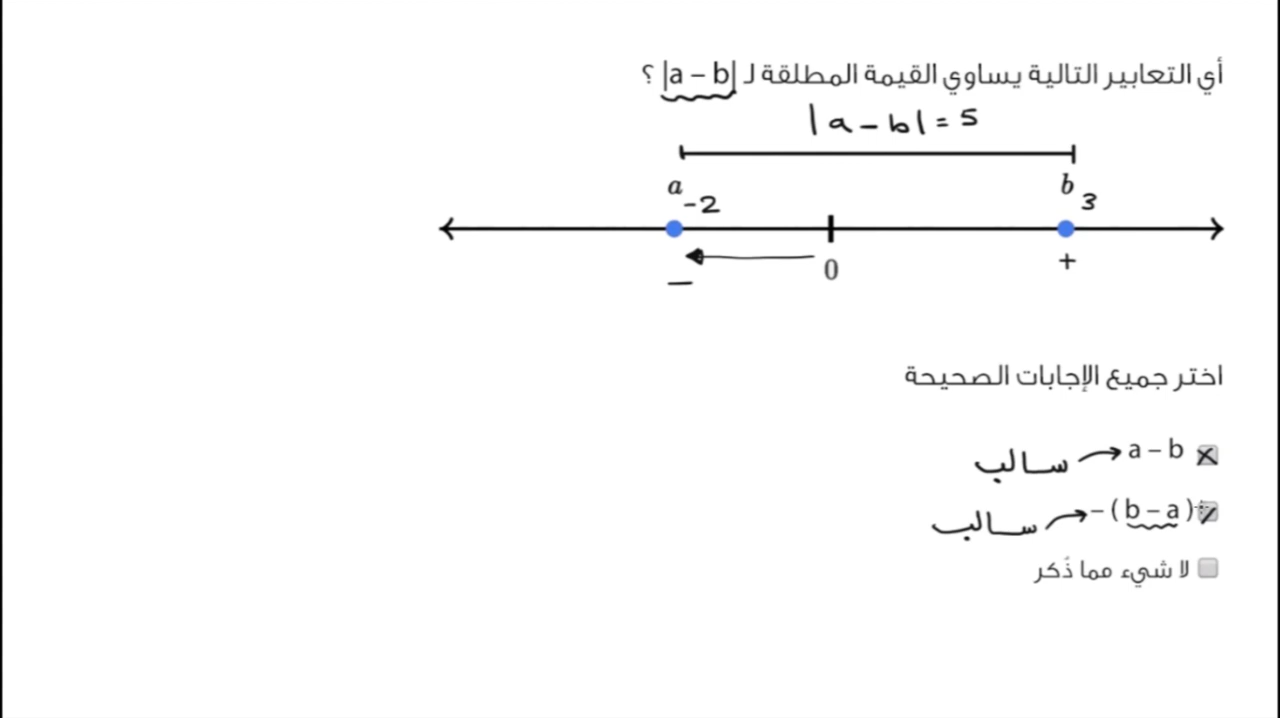 أي التعابير التالية يساوي القيمة المطلقة لـ |a – b| ؟
|a – b| = 5
a b
-2 3
0
– +
اختر جميع الإجابات الصحيحة
a – b سالب
– ( b – a ) سالب
لا شيء مما ذُكر